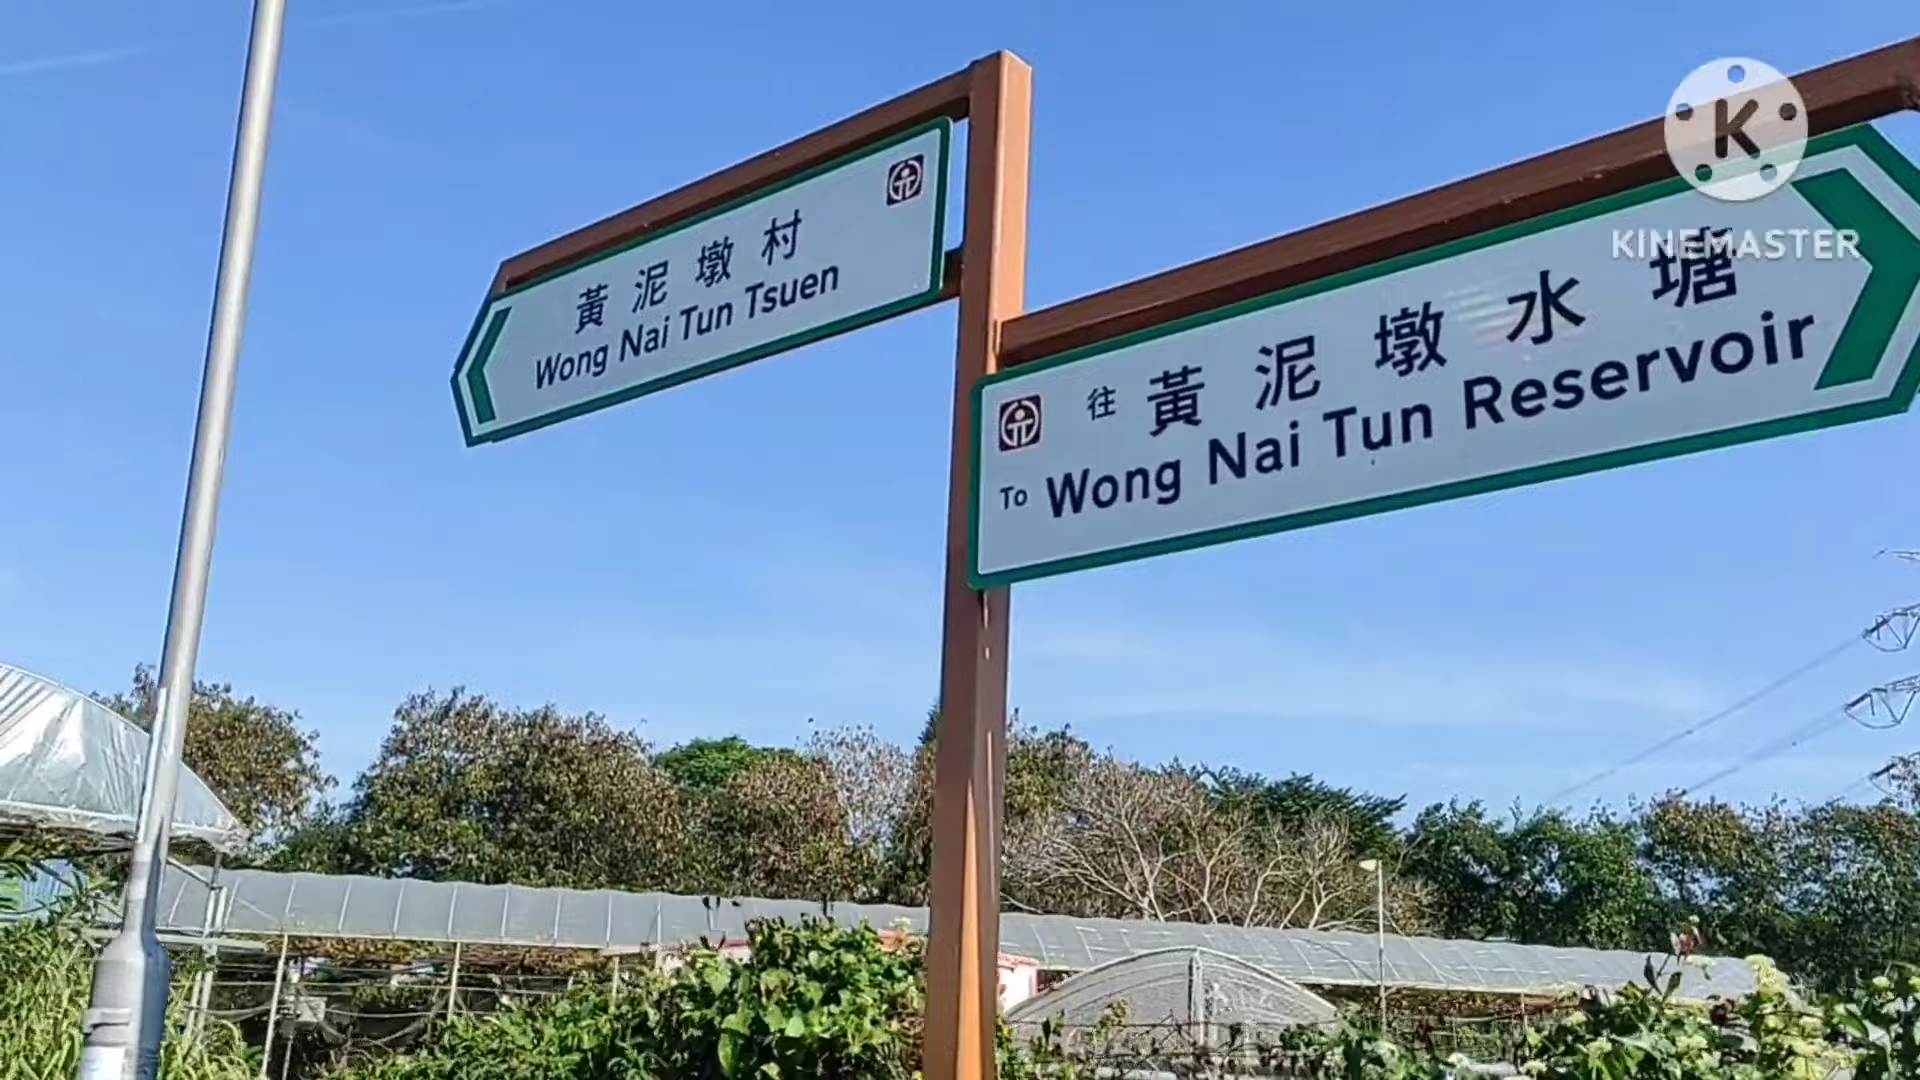 黃泥墩村
Wong Nai Tun Tsuen
往 黃泥墩水塘
To Wong Nai Tun Reservoir
K
KINEMASTER